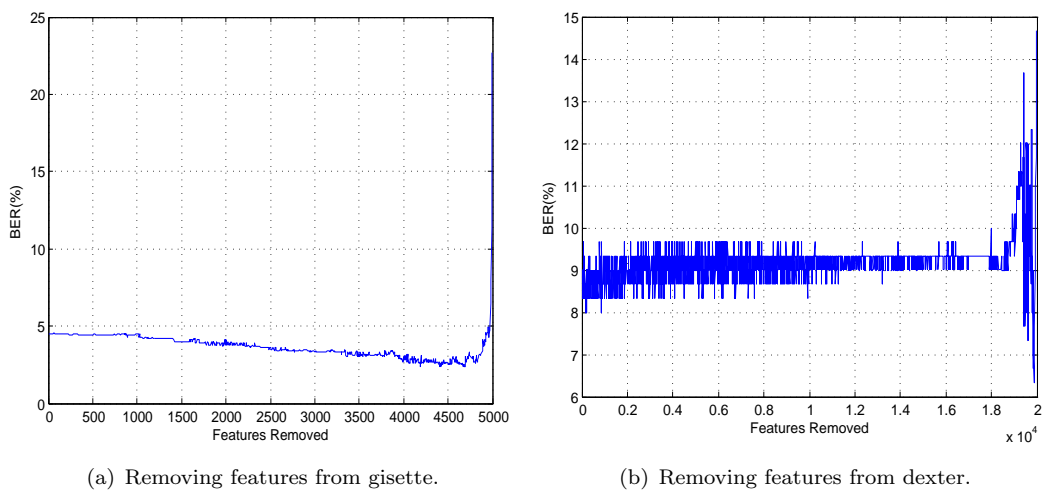 25
20
15
10
5
0
BER(%)
0 500 1000 1500 2000 2500 3000 3500 4000 4500 5000
Features Removed
(a) Removing features from gisette.
15
14
13
12
11
10
9
8
7
6
BER(%)
0 0.2 0.4 0.6 0.8 1 1.2 1.4 1.6 1.8 2
Features Removed
x 10^4
(b) Removing features from dexter.